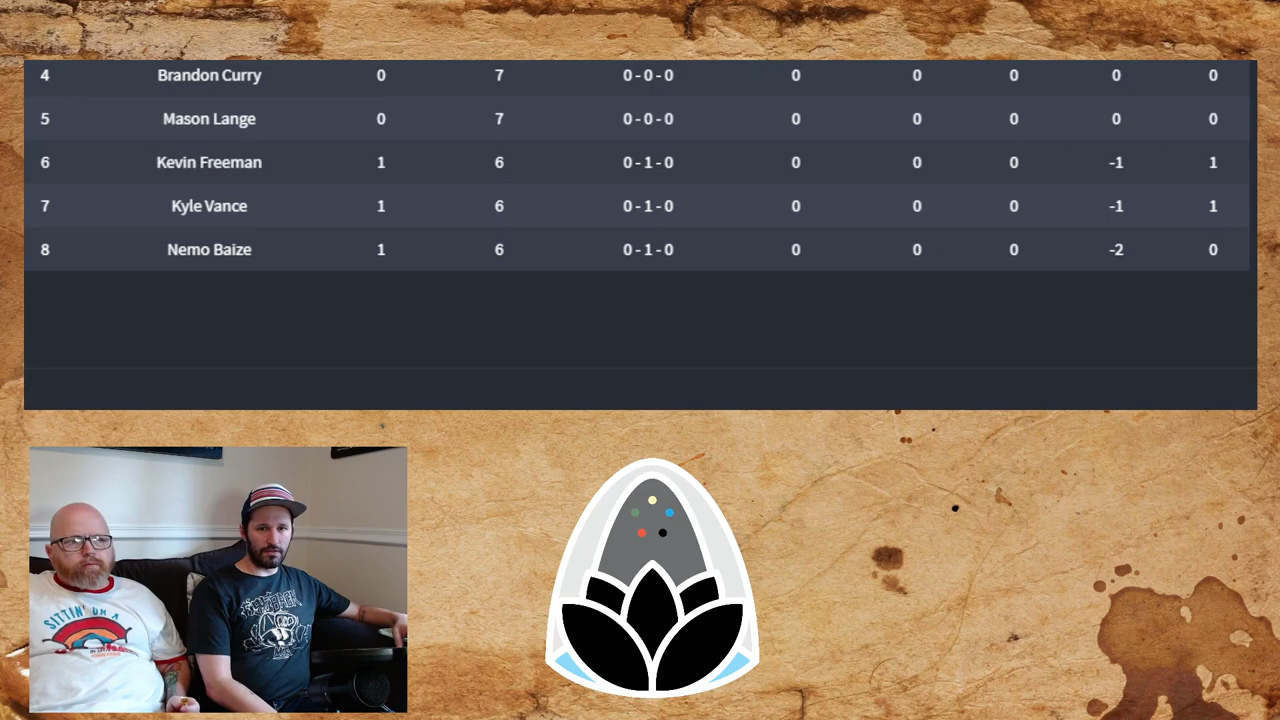 4 Brandon Curry 0 7 0 - 0 - 0 0 0 0 0 0
5 Mason Lange 0 7 0 - 0 - 0 0 0 0 0 0
6 Kevin Freeman 1 6 0 - 1 - 0 0 0 0 -1 1
7 Kyle Vance 1 6 0 - 1 - 0 0 0 0 -1 1
8 Nemo Baize 1 6 0 - 1 - 0 0 0 0 -2 0
SITTIN' ON A